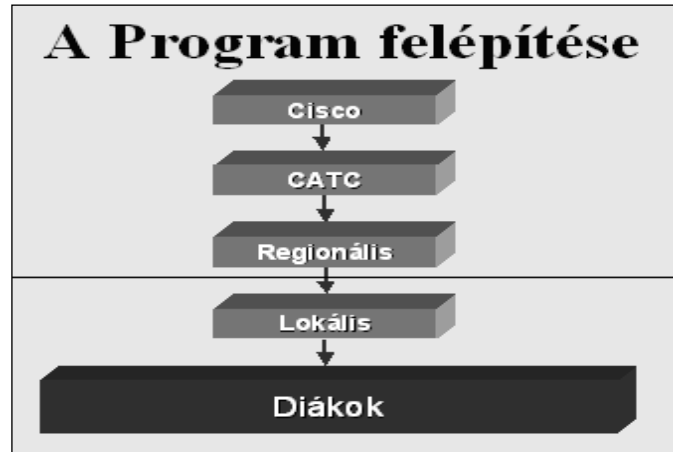 A Program felépítése
Cisco
CATC
Regionális
Lokális
Diákok